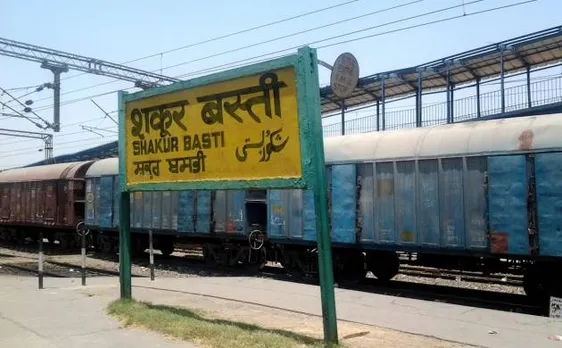 शकूर बस्ती
SHAKUR BASTI
ਸ਼ਕੂਰ ਬਸਤੀ
شکور بستی